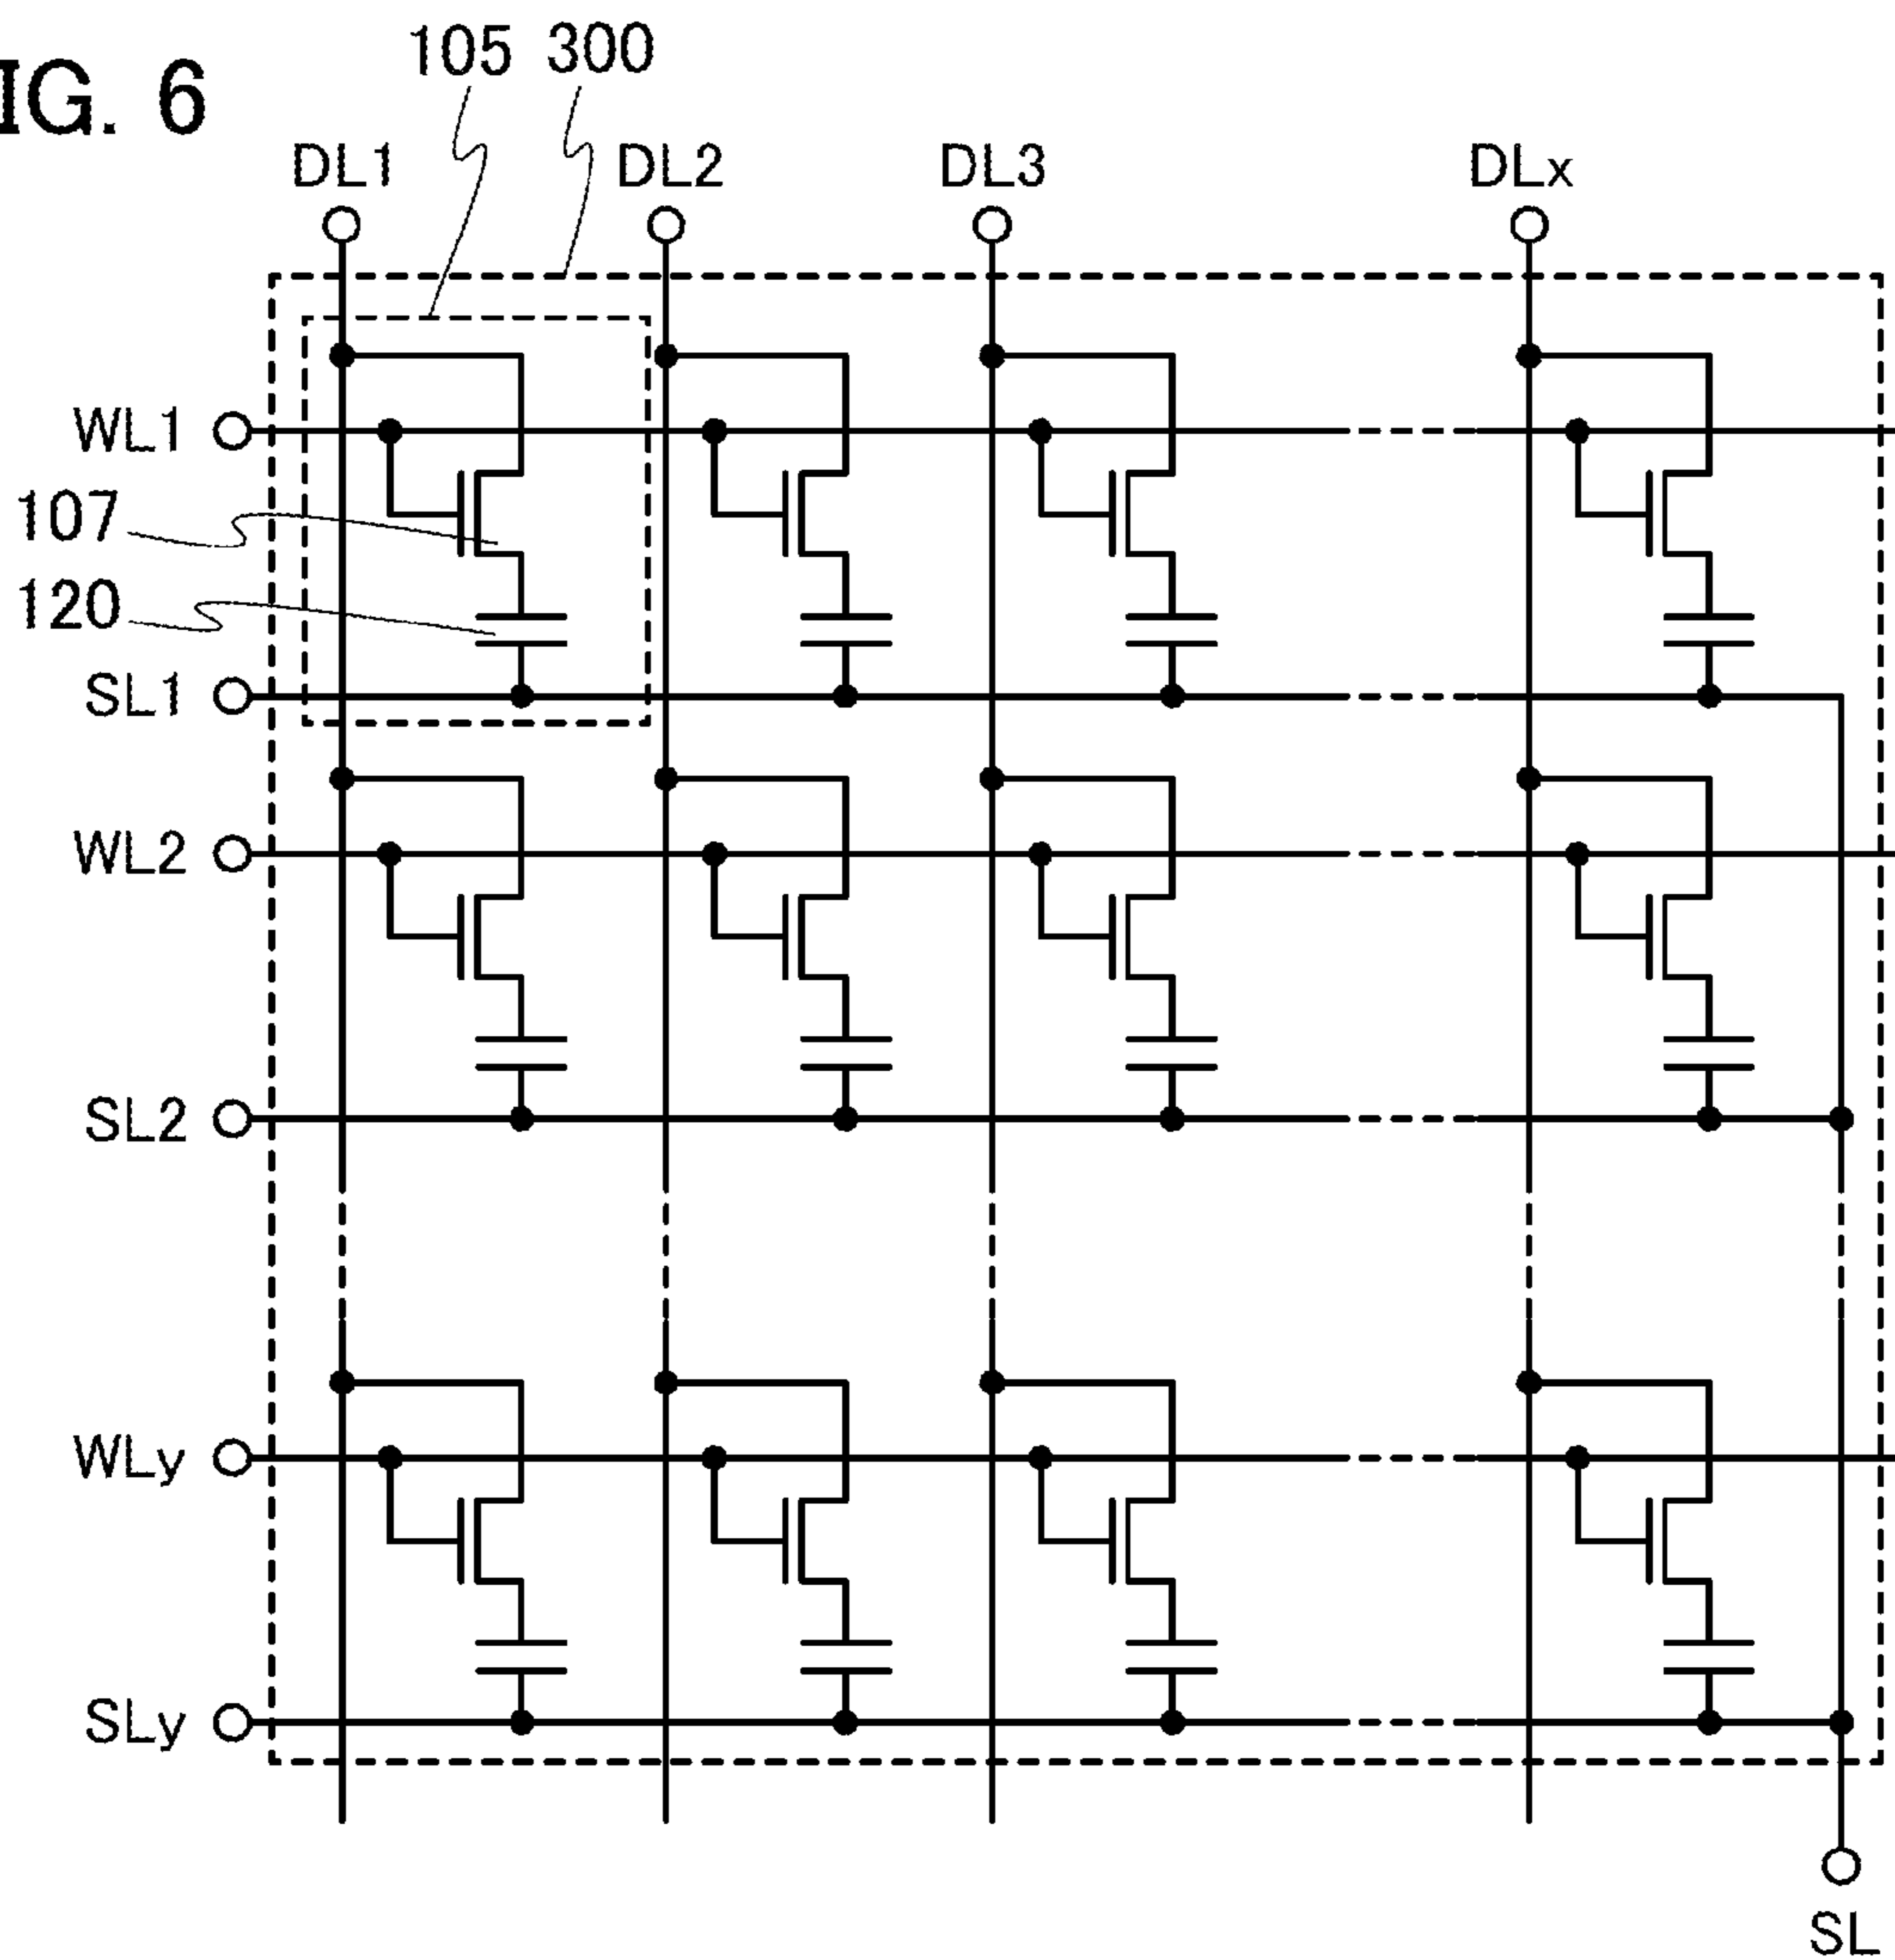 IG. 6
105 300
DL1 DL2 DL3 DLx
WL1
107
120
SL1
WL2
SL2
WLy
SLy
SL